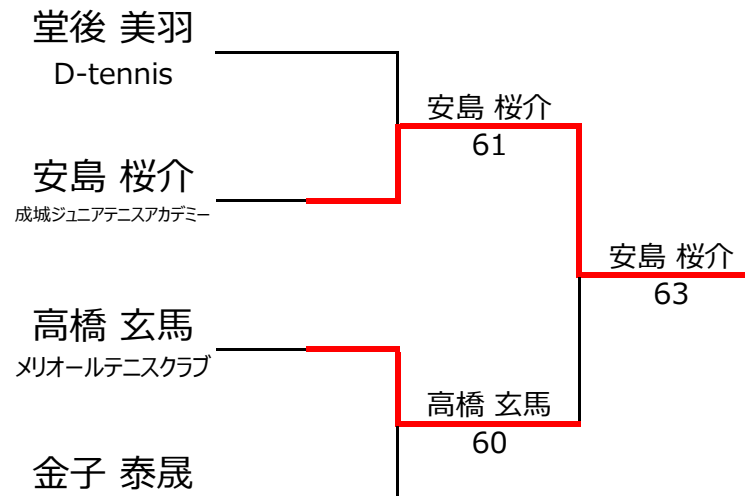 堂後 美羽
D-tennis
安島 桜介
61
安島 桜介
成城ジュニアテニスアカデミー
安島 桜介
63
高橋 玄馬
メリオールテニスクラブ
高橋 玄馬
60
金子 泰晟